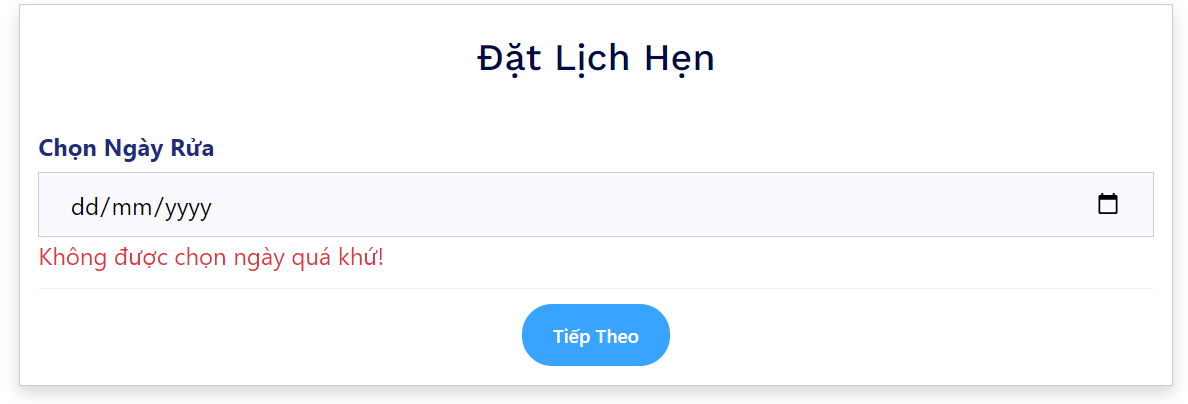 Đặt Lịch Hẹn
Chọn Ngày Rửa
dd/mm/yyyy
Không được chọn ngày quá khứ!
Tiếp Theo